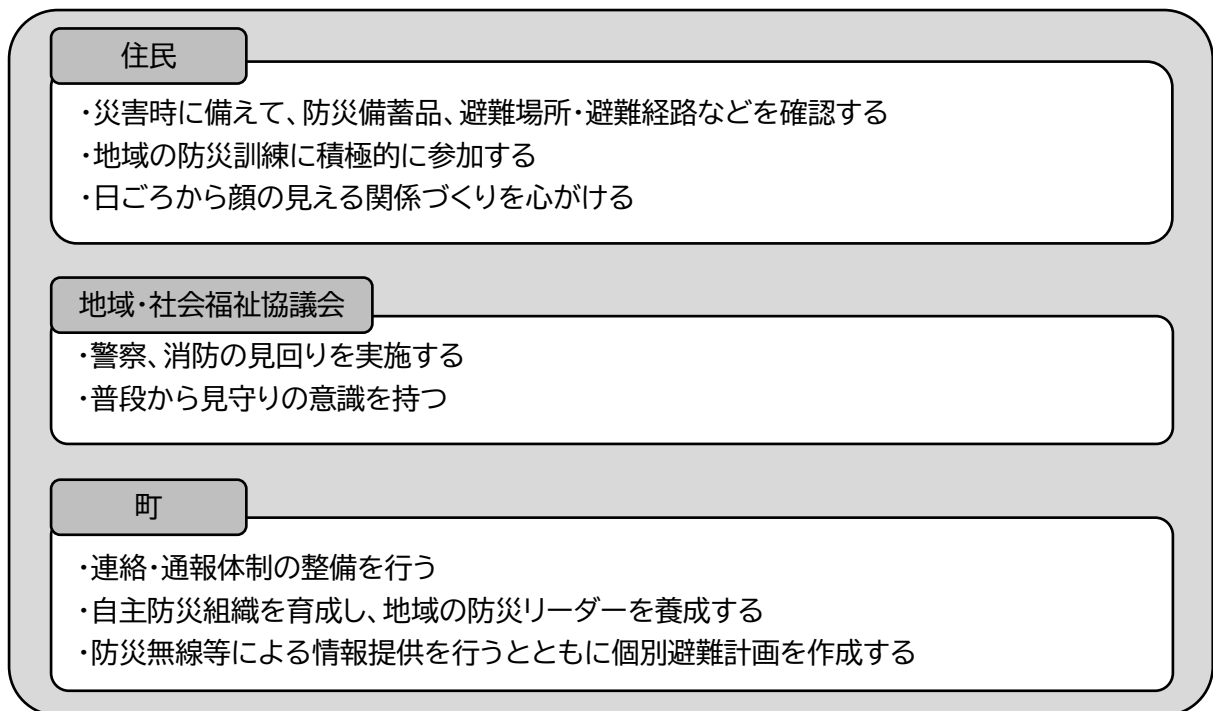 住民
・災害時に備えて、防災備蓄品、避難場所・避難経路などを確認する
・地域の防災訓練に積極的に参加する
・日ごろから顔の見える関係づくりを心がける
地域・社会福祉協議会
・警察、消防の見回りを実施する
・普段から見守りの意識を持つ
町
・連絡・通報体制の整備を行う
・自主防災組織を育成し、地域の防災リーダーを養成する
・防災無線等による情報提供を行うとともに個別避難計画を作成する